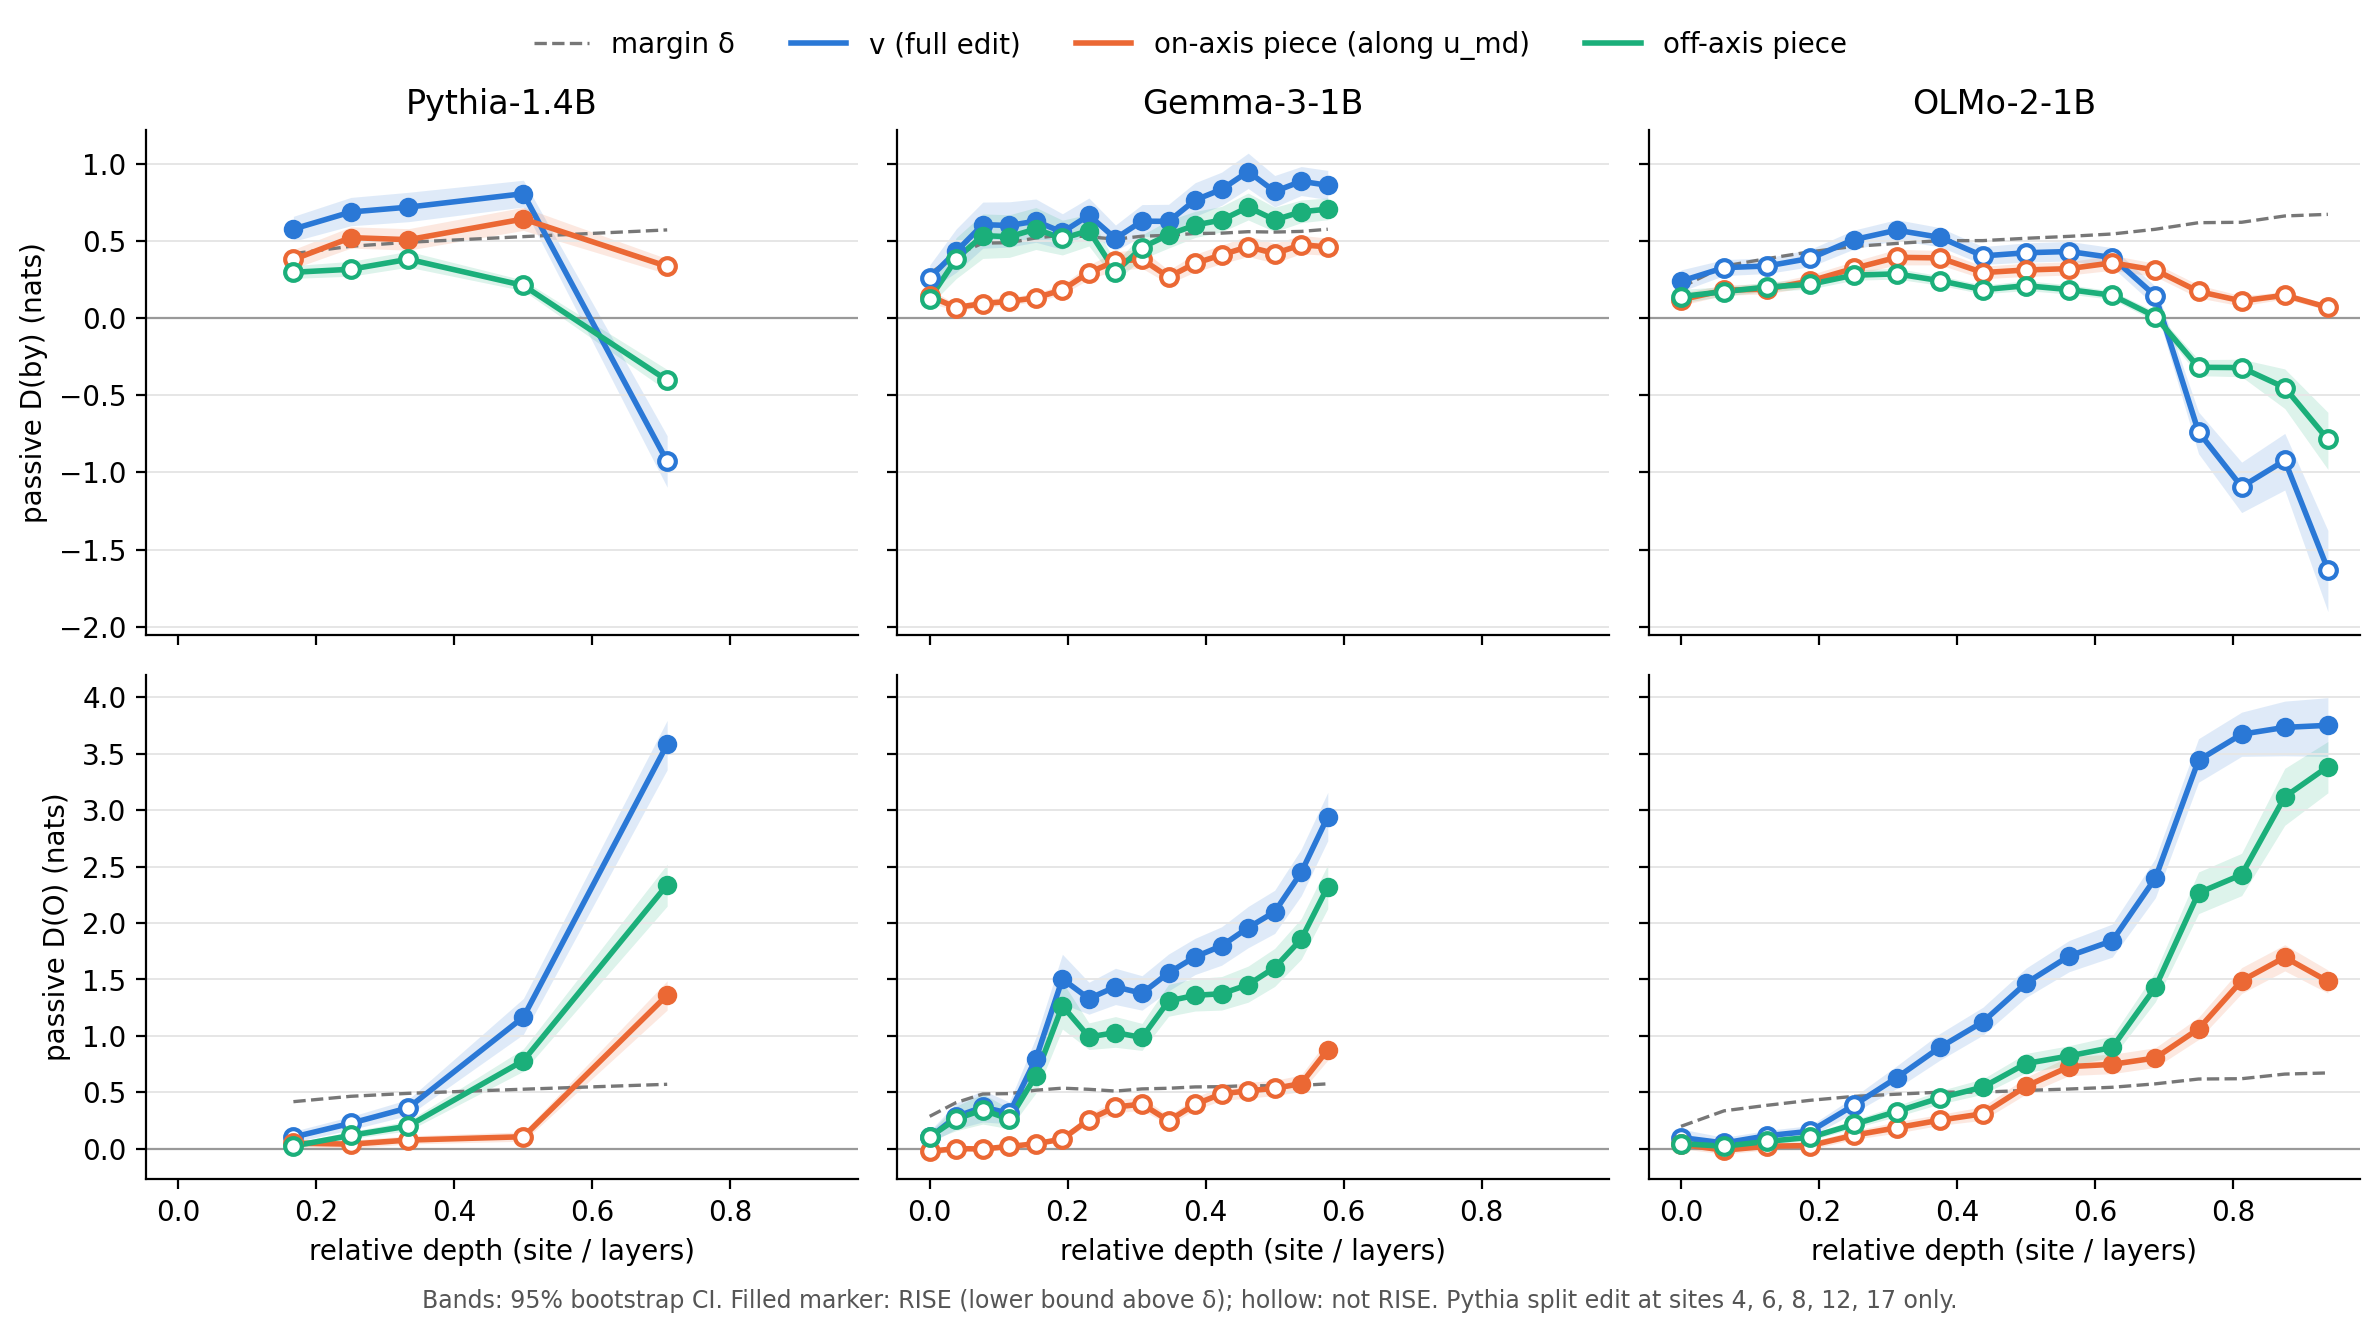 margin δ   v (full edit)   on-axis piece (along u_md)   off-axis piece
Pythia-1.4B   Gemma-3-1B   OLMo-2-1B
passive D(by) (nats)
1.0
0.5
0.0
−0.5
−1.0
−1.5
−2.0
passive D(O) (nats)
4.0
3.5
3.0
2.5
2.0
1.5
1.0
0.5
0.0
0.0 0.2 0.4 0.6 0.8   0.0 0.2 0.4 0.6 0.8   0.0 0.2 0.4 0.6 0.8
relative depth (site / layers)   relative depth (site / layers)   relative depth (site / layers)
Bands: 95% bootstrap CI. Filled marker: RISE (lower bound above δ); hollow: not RISE. Pythia split edit at sites 4, 6, 8, 12, 17 only.